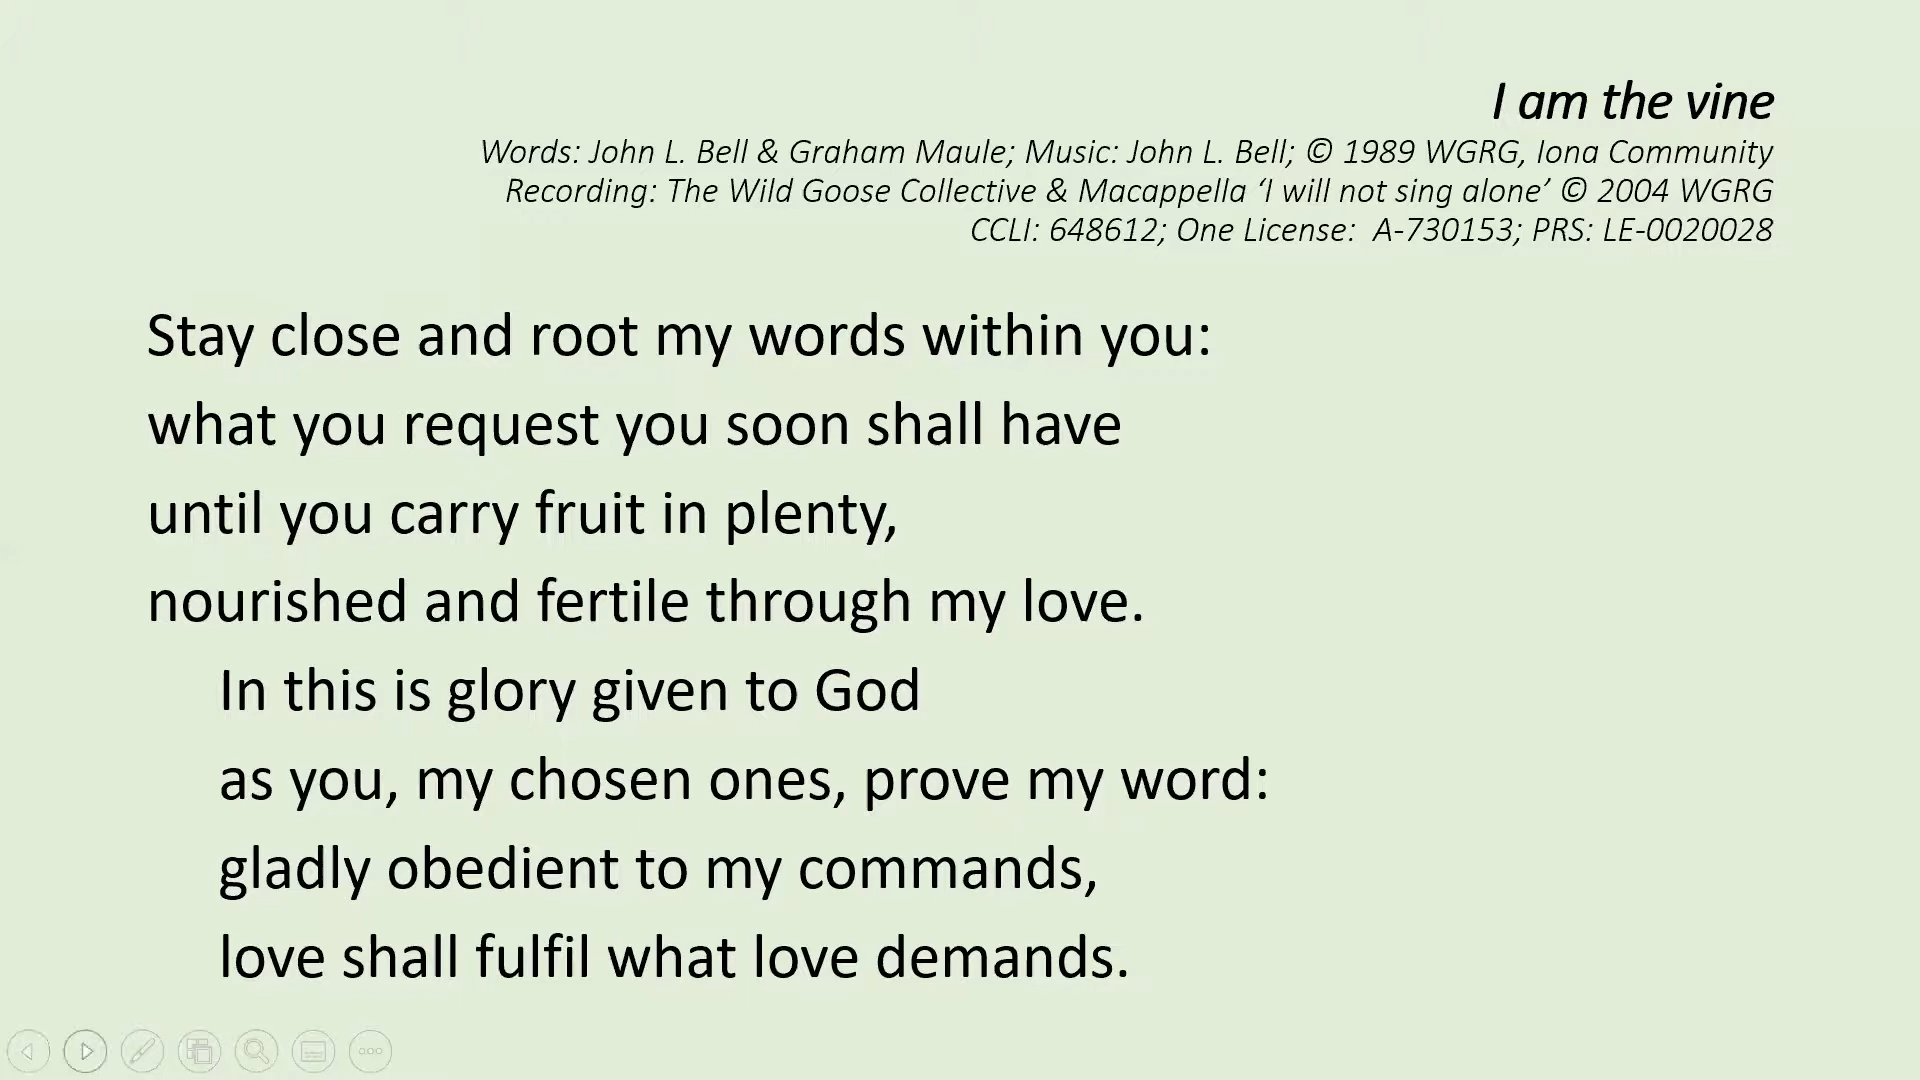 I am the vine
Words: John L. Bell & Graham Maule; Music: John L. Bell; © 1989 WGRG, Iona Community
Recording: The Wild Goose Collective & Macappella ‘I will not sing alone’ © 2004 WGRG
CCLI: 648612; One License:  A-730153; PRS: LE-0020028
Stay close and root my words within you:
what you request you soon shall have
until you carry fruit in plenty,
nourished and fertile through my love.
In this is glory given to God
as you, my chosen ones, prove my word:
gladly obedient to my commands,
love shall fulfil what love demands.